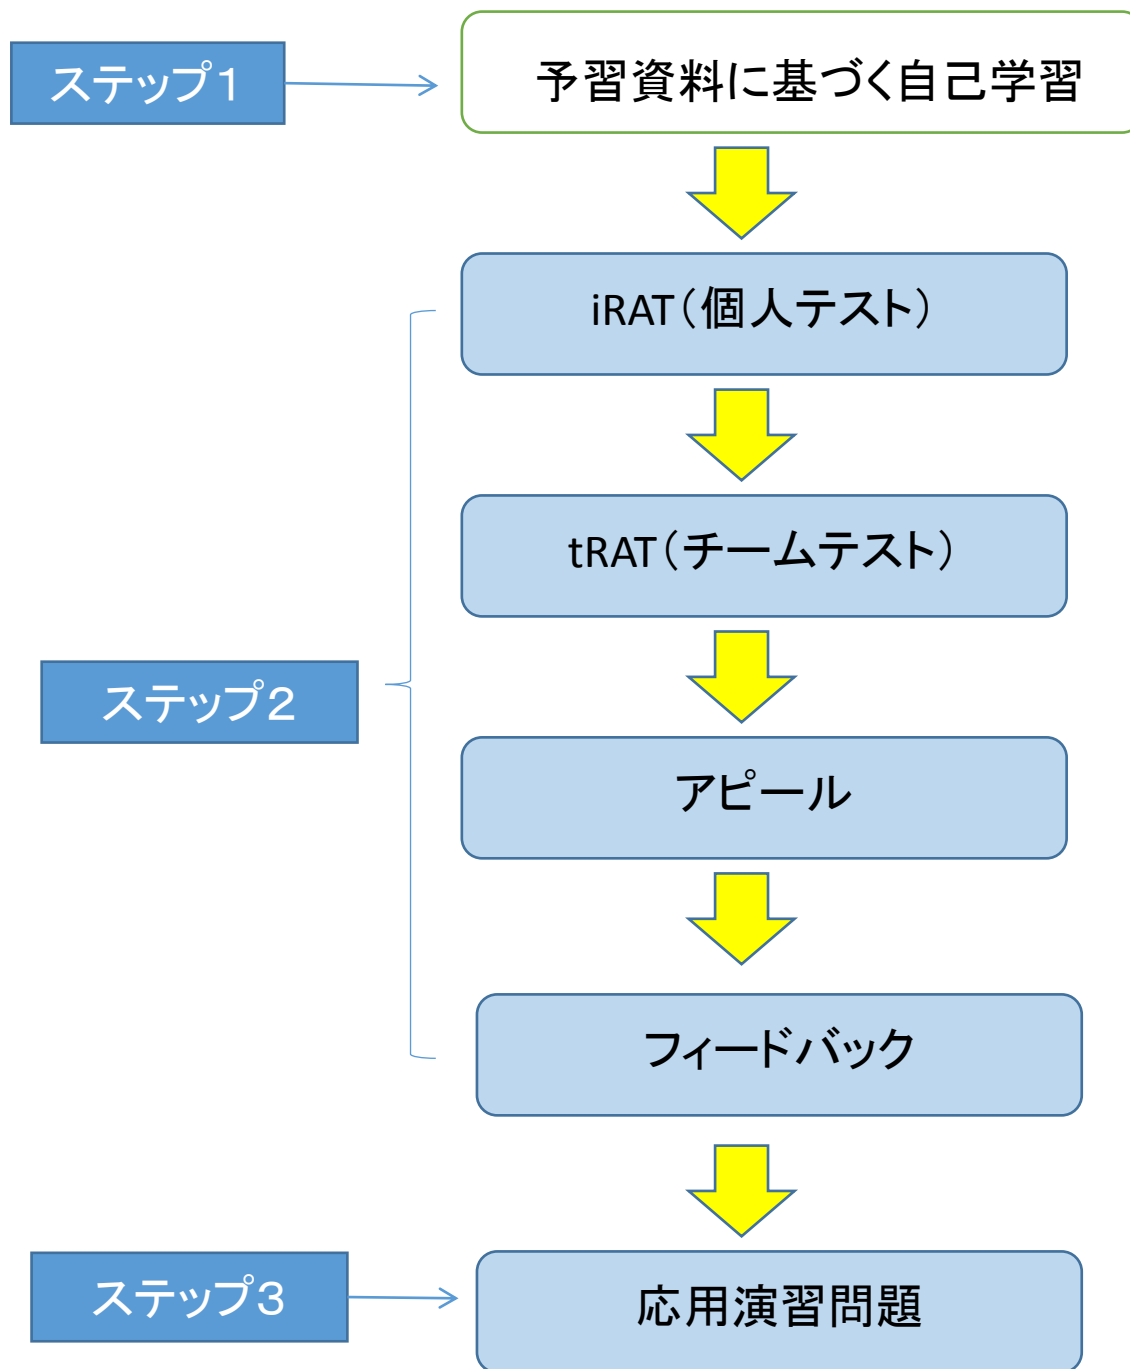 ステップ１
予習資料に基づく自己学習
iRAT（個人テスト）
tRAT（チームテスト）
ステップ２
アピール
フィードバック
ステップ３
応用演習問題